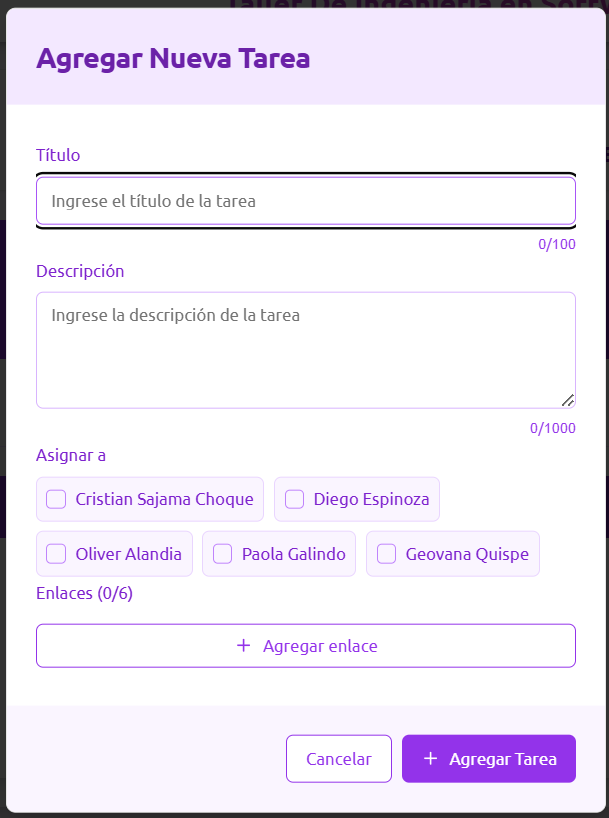 Taller De Ingeniería en Softw
Agregar Nueva Tarea
Título
Ingrese el título de la tarea
0/100
Descripción
Ingrese la descripción de la tarea
0/1000
Asignar a
Cristian Sajama Choque Diego Espinoza
Oliver Alandia Paola Galindo Geovana Quispe
Enlaces (0/6)
+ Agregar enlace
Cancelar + Agregar Tarea